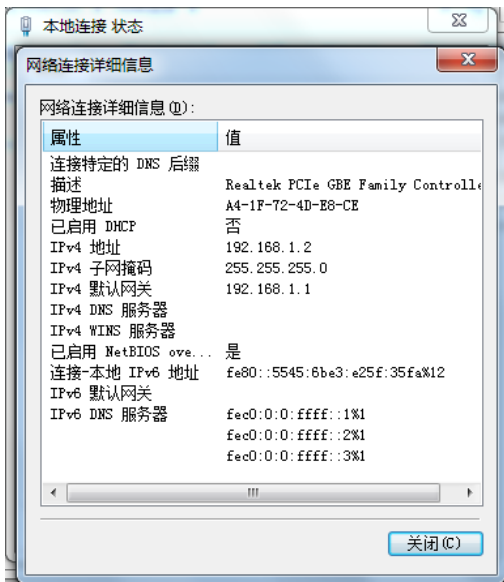 本地连接 状态
网络连接详细信息
网络连接详细信息(D):
属性 值
连接特定的 DNS 后缀
描述 Realtek PCIe GBE Family Controlle
物理地址 A4-1F-72-4D-E8-CE
已启用 DHCP 否
IPv4 地址 192.168.1.2
IPv4 子网掩码 255.255.255.0
IPv4 默认网关 192.168.1.1
IPv4 DNS 服务器
IPv4 WINS 服务器
已启用 NetBIOS ove... 是
连接-本地 IPv6 地址 fe80::5545:6be3:e25f:35fa%12
IPv6 默认网关
IPv6 DNS 服务器 fec0:0:0:ffff::1%1
fec0:0:0:ffff::2%1
fec0:0:0:ffff::3%1
关闭(C)